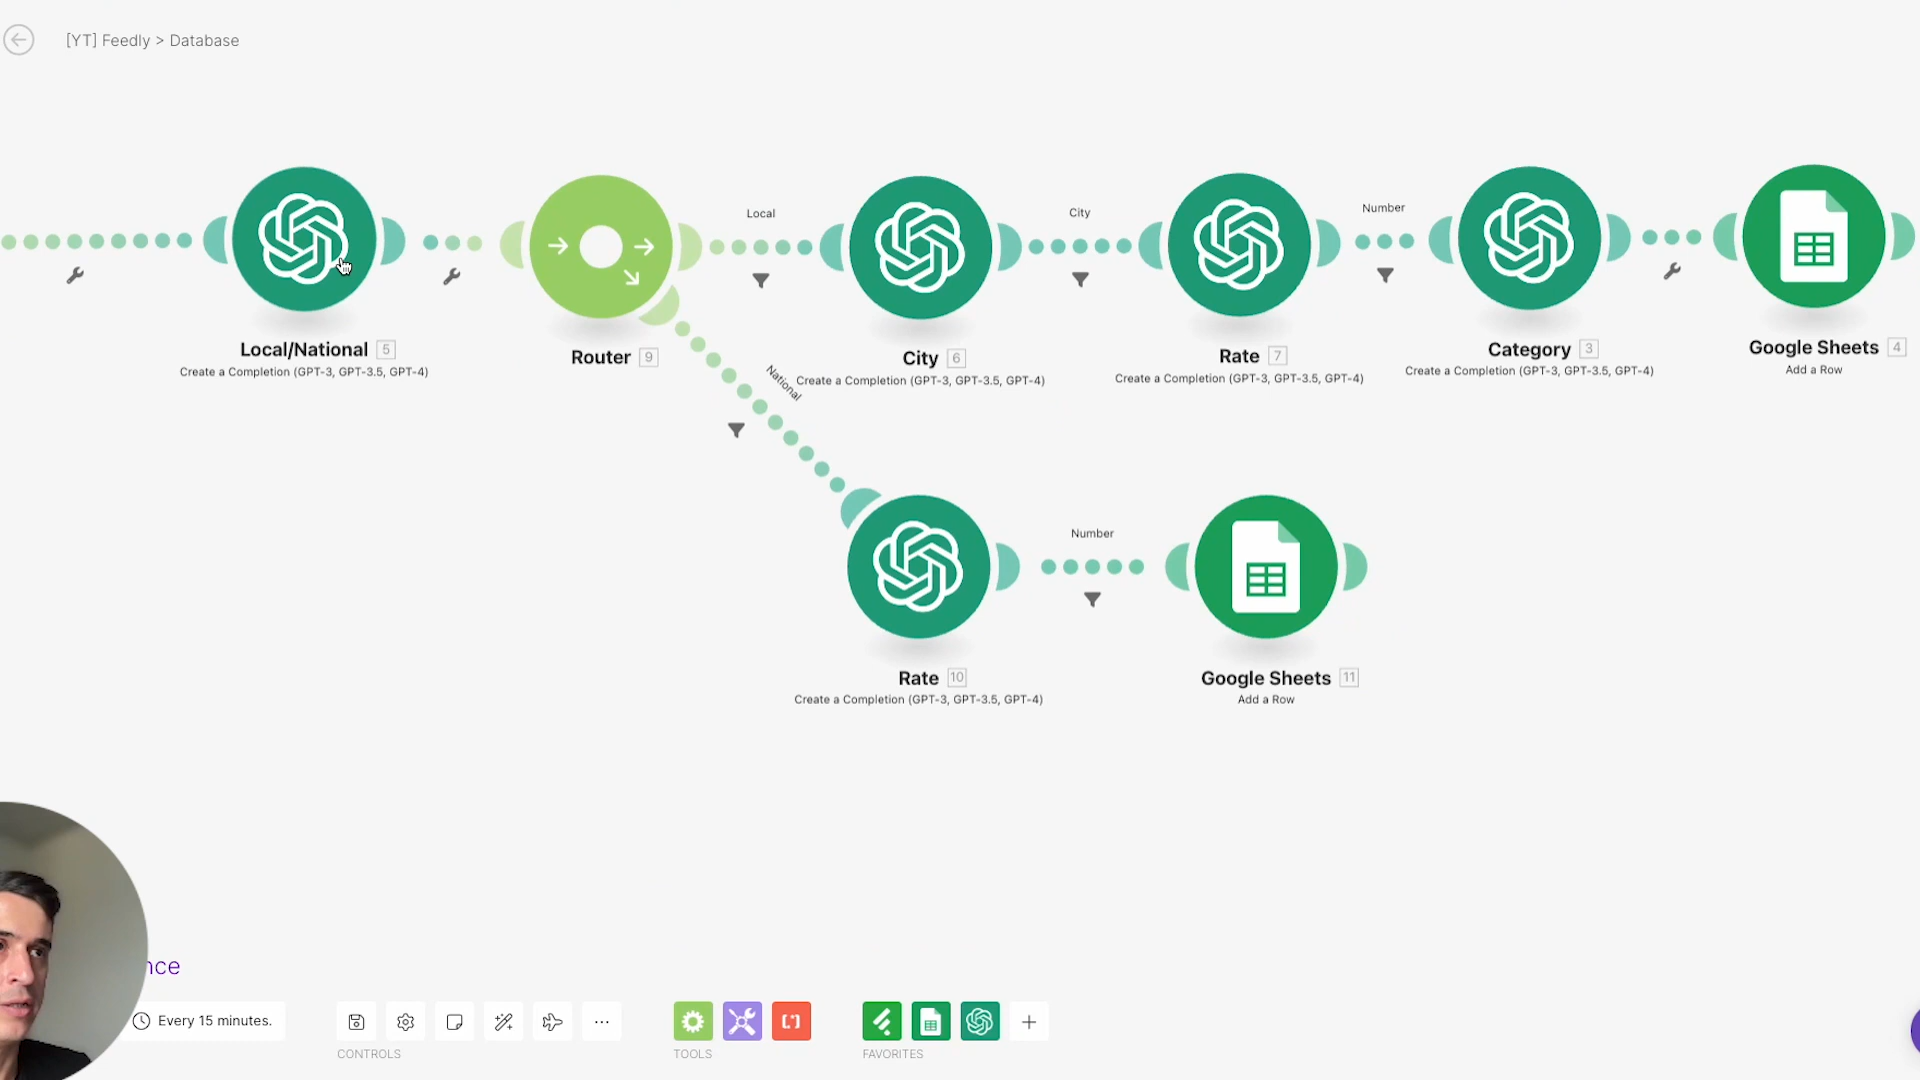 [YT] Feedly > Database
Local
City
Number
Local/National 5
Create a Completion (GPT-3, GPT-3.5, GPT-4)
Router 9
National
City 6
Create a Completion (GPT-3, GPT-3.5, GPT-4)
Rate 7
Create a Completion (GPT-3, GPT-3.5, GPT-4)
Category 3
Create a Completion (GPT-3, GPT-3.5, GPT-4)
Google Sheets 4
Add a Row
Number
Rate 10
Create a Completion (GPT-3, GPT-3.5, GPT-4)
Google Sheets 11
Add a Row
nce
Every 15 minutes.
CONTROLS
TOOLS
FAVORITES